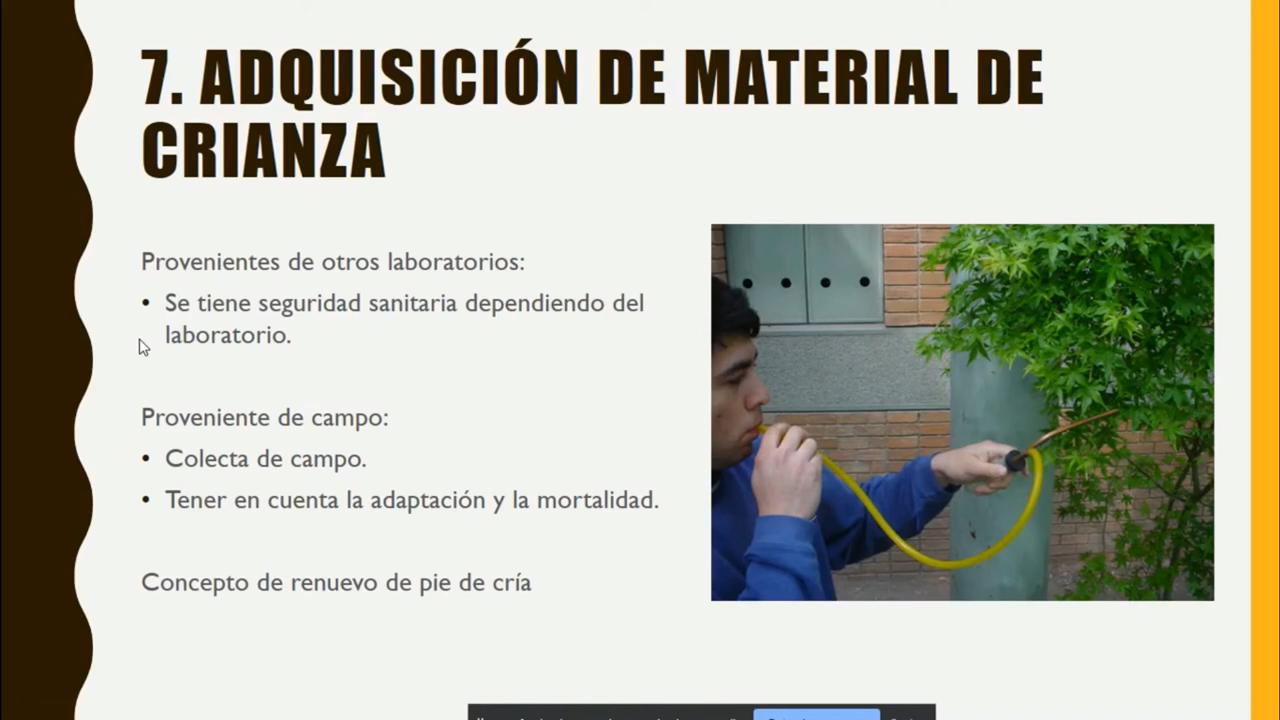 7. ADQUISICIÓN DE MATERIAL DE
CRIANZA
Provenientes de otros laboratorios:
• Se tiene seguridad sanitaria dependiendo del
laboratorio.
Proveniente de campo:
• Colecta de campo.
• Tener en cuenta la adaptación y la mortalidad.
Concepto de renuevo de pie de cría